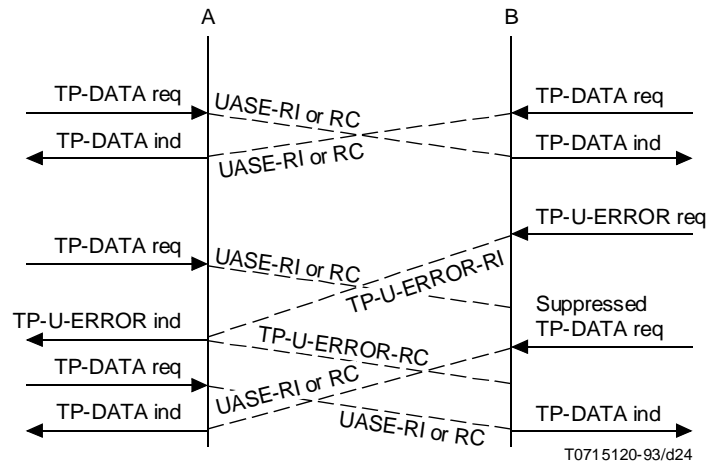 A B
TP-DATA req UASE-RI or RC TP-DATA req
TP-DATA ind UASE-RI or RC TP-DATA ind
TP-U-ERROR req
TP-DATA req UASE-RI or RC TP-U-ERROR-RI
Suppressed
TP-U-ERROR ind TP-U-ERROR-RC TP-DATA req
TP-DATA req UASE-RI or RC
TP-DATA ind UASE-RI or RC TP-DATA ind
T0715120-93/d24